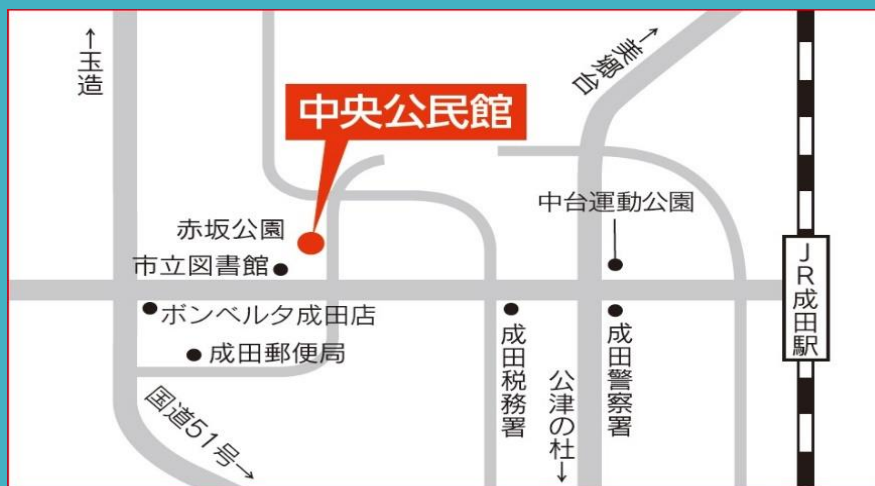 ↑玉造
↑美郷台
中央公民館
中台運動公園
赤坂公園
市立図書館
JR成田駅
ボンベルタ成田店
成田郵便局
成田税務署
成田警察署
公津の杜↓
国道51号→